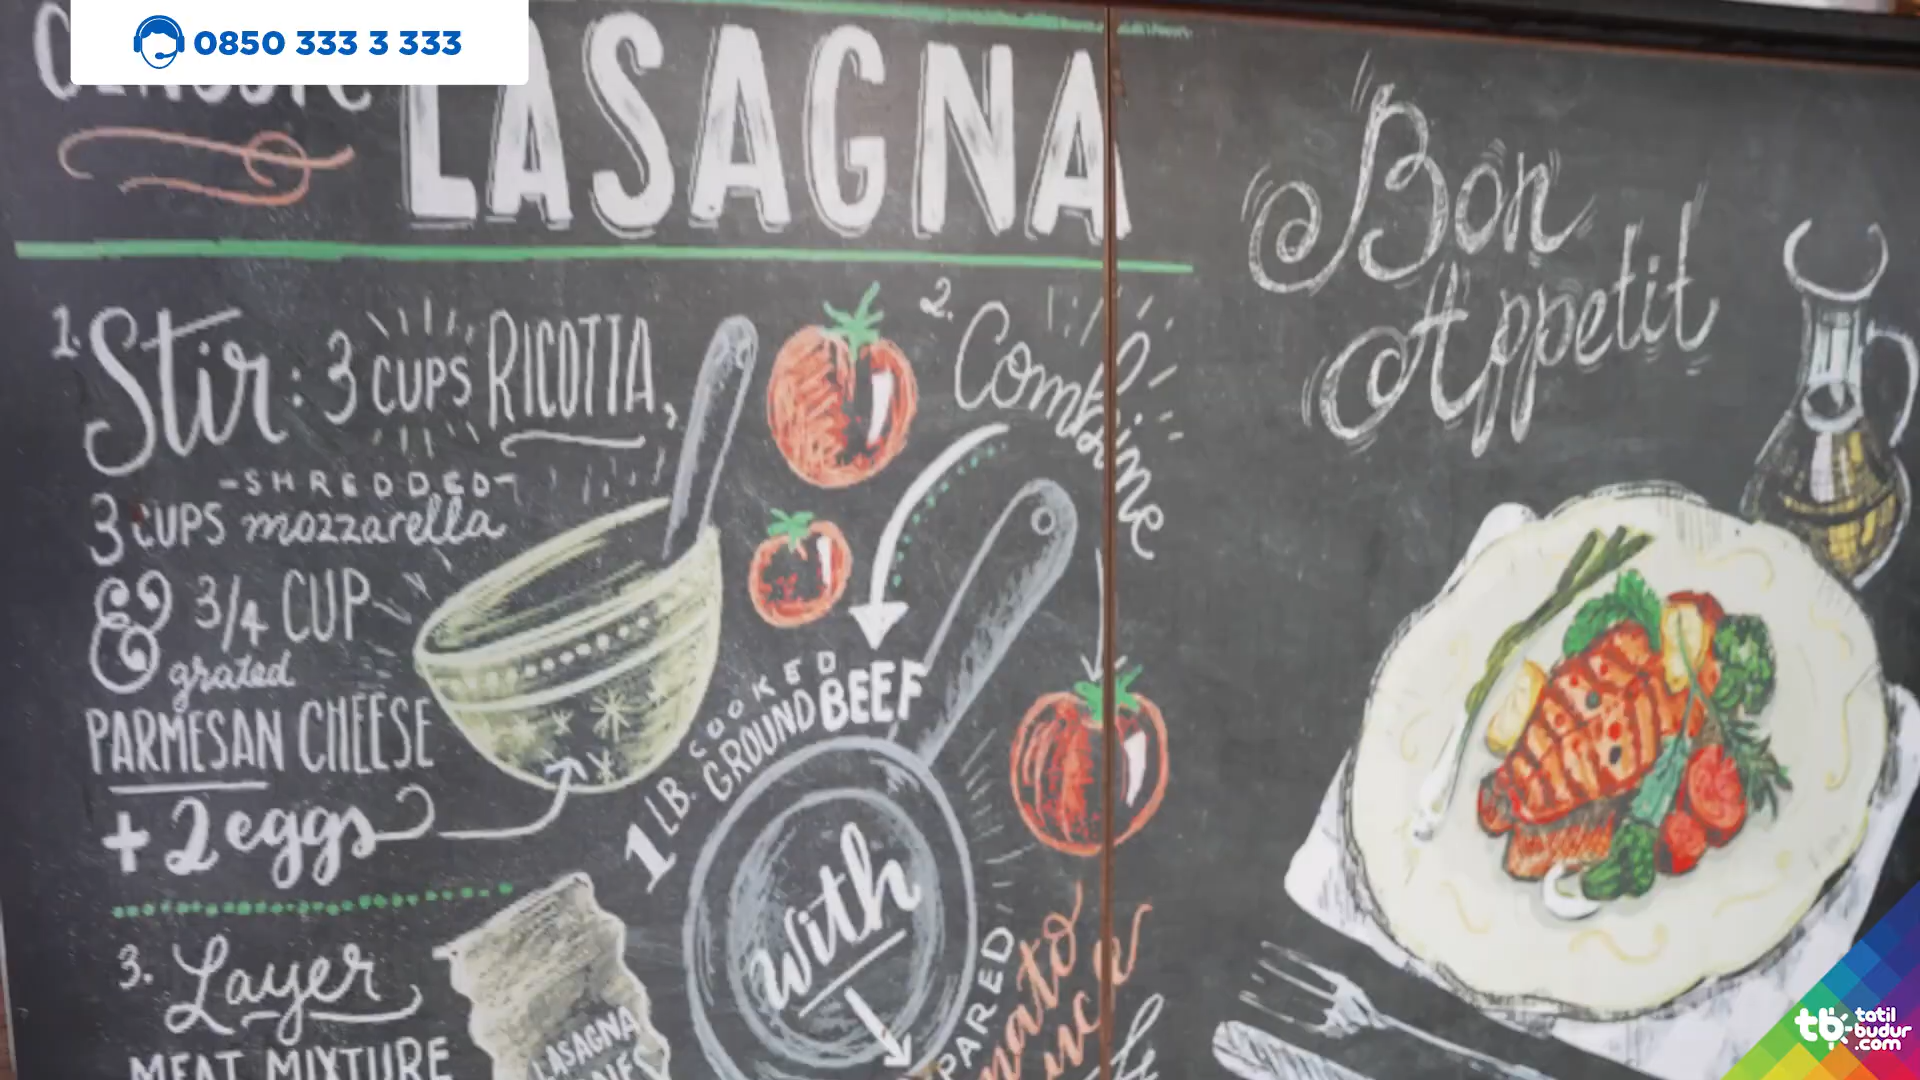 0850 333 3 333
LASAGNA
1. Stir: 3 CUPS RICOTTA,
-SHREDDED-
3 CUPS mozzarella
& 3/4 CUP
grated
PARMESAN CHEESE
+ 2 eggs
2. Combine
1 LB. COOKED
GROUND BEEF
with
3. Layer
MEAT MIXTURE
LASAGNA
Bon
Appetit
tb tatil
budur
.com